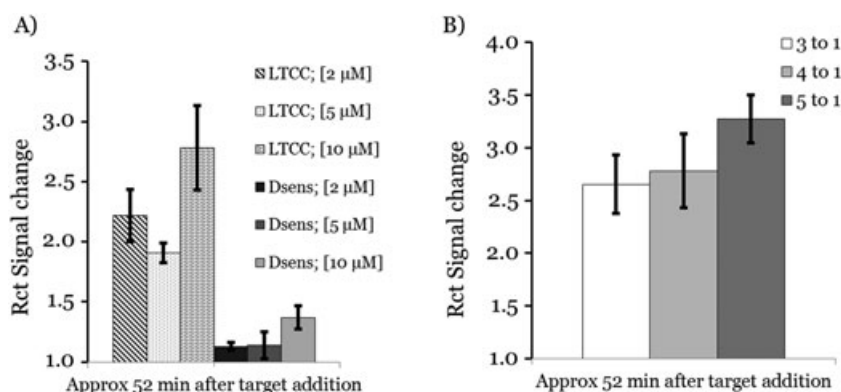 A)
Rct Signal change
3.5
3.0
2.5
2.0
1.5
1.0
LTCC; [2 µM]
LTCC; [5 µM]
LTCC; [10 µM]
Dsens; [2 µM]
Dsens; [5 µM]
Dsens; [10 µM]
Approx 52 min after target addition
B)
Rct Signal change
4.0
3.5
3.0
2.5
2.0
1.5
1.0
3 to 1
4 to 1
5 to 1
Approx 52 min after target addition